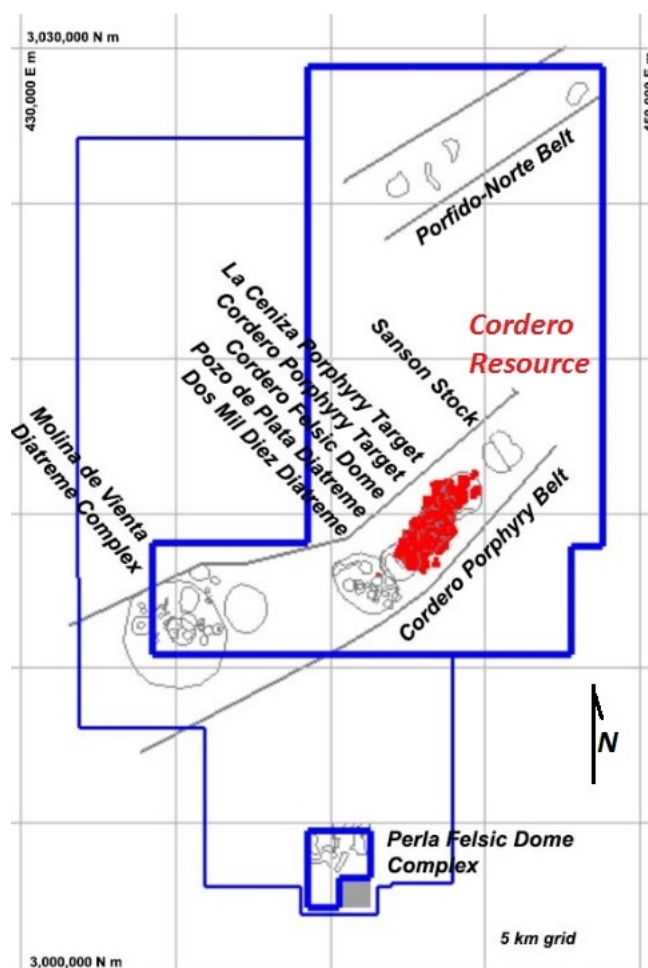 3,030,000 N m
430,000 E m
450,000 E m
Porfido-Norte Belt
La Ceniza Porphyry Target
Cordero Porphyry Target
Cordero Felsic Dome
Pozo de Plata Diatreme
Dos Mil Diez Diatreme
Sanson Stock
Cordero
Resource
Molina de Vienta
Diatreme Complex
Cordero Porphyry Belt
N
Perla Felsic Dome
Complex
5 km grid
3,000,000 N m